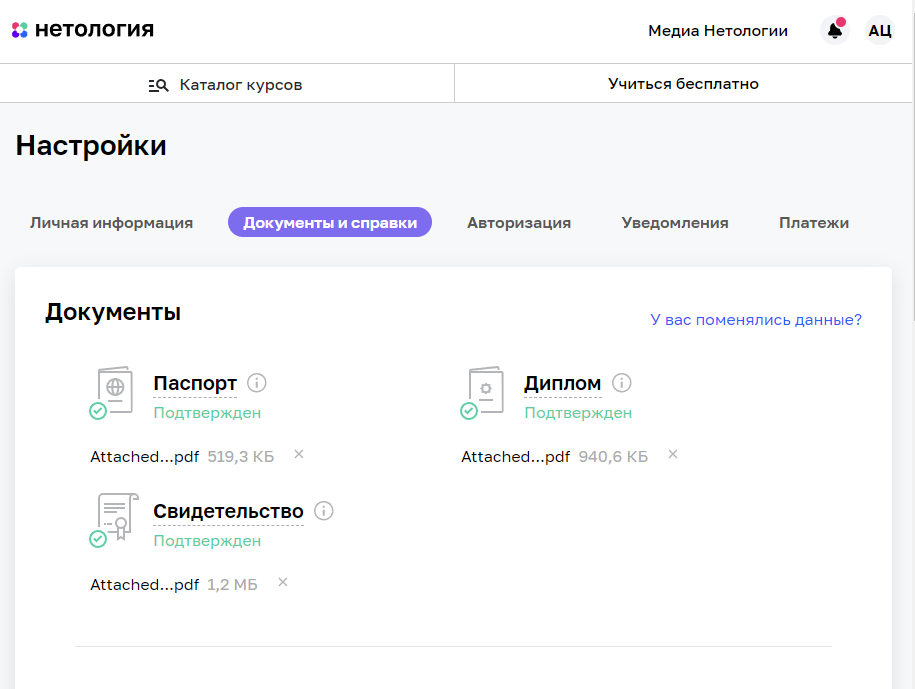 нетология
Медиа Нетологии
АЦ
Каталог курсов
Учиться бесплатно
Настройки
Личная информация
Документы и справки
Авторизация
Уведомления
Платежи
Документы
У вас поменялись данные?
Паспорт
Подтвержден
Attached...pdf 519,3 КБ
Диплом
Подтвержден
Attached...pdf 940,6 КБ
Свидетельство
Подтвержден
Attached...pdf 1,2 МБ